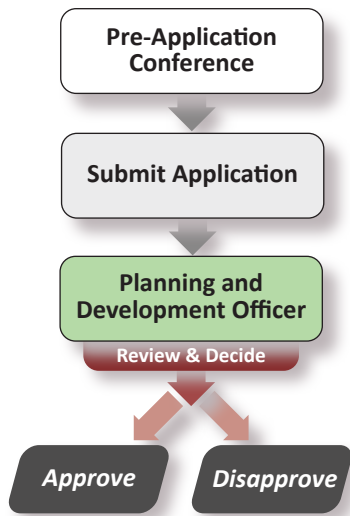 Pre-Application
Conference
Submit Application
Planning and
Development Officer
Review & Decide
Approve
Disapprove